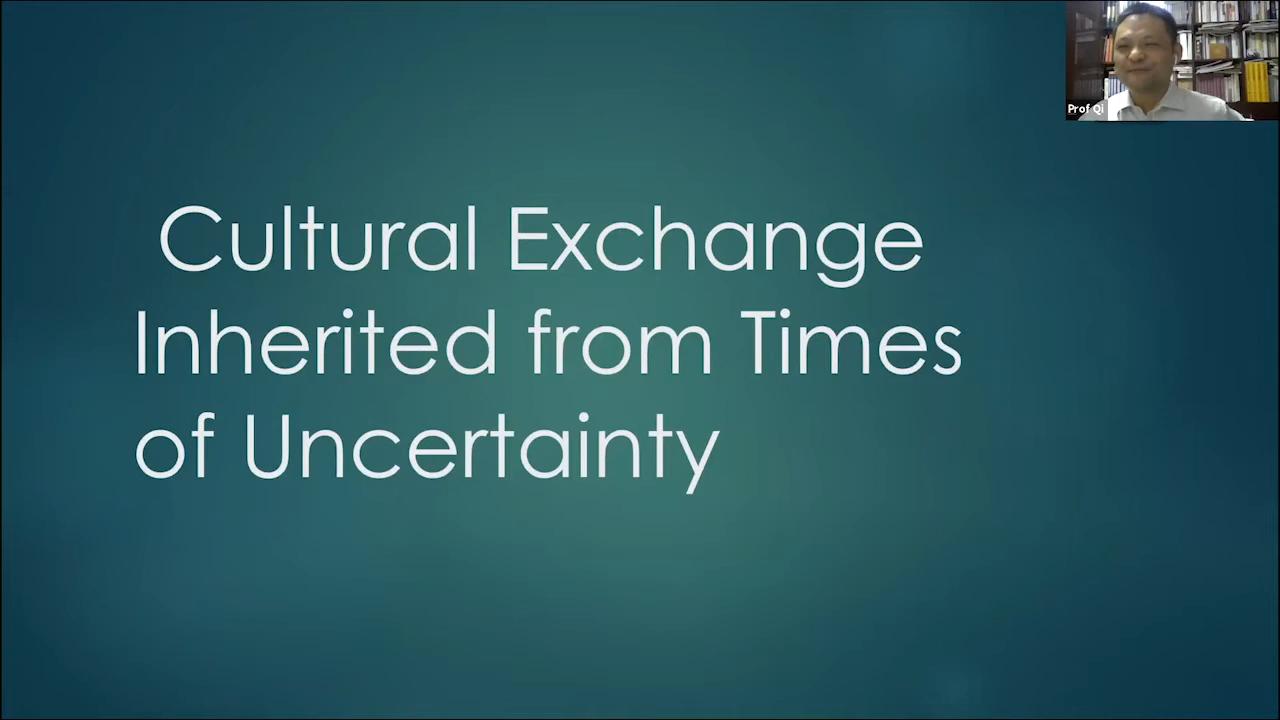 Prof Qi
Cultural Exchange
Inherited from Times
of Uncertainty